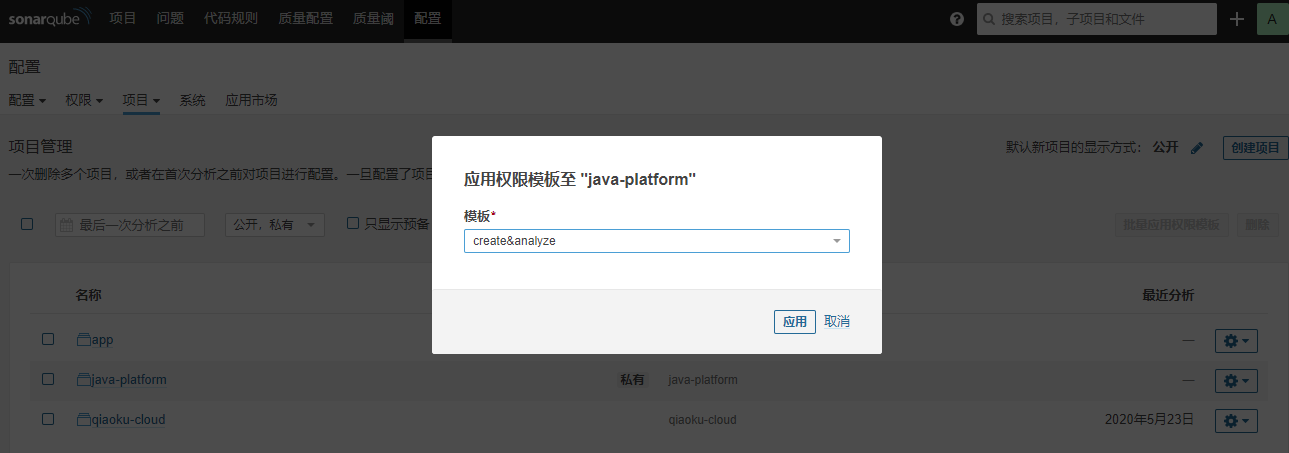 sonarqube 项目 问题 代码规则 质量配置 质量阈 配置 ? 搜索项目，子项目和文件 + A
配置
配置 权限 项目 系统 应用市场
项目管理 默认新项目的显示方式： 公开 创建项目
一次删除多个项目，或者在首次分析之前对项目进行配置。一旦配置了项目
最后一次分析之前 公开，私有 只显示预备 批量应用权限模板 删除
应用权限模板至 "java-platform"
模板*
create&analyze
应用 取消
名称 最近分析
app —
java-platform 私有 java-platform —
qiaoku-cloud qiaoku-cloud 2020年5月23日